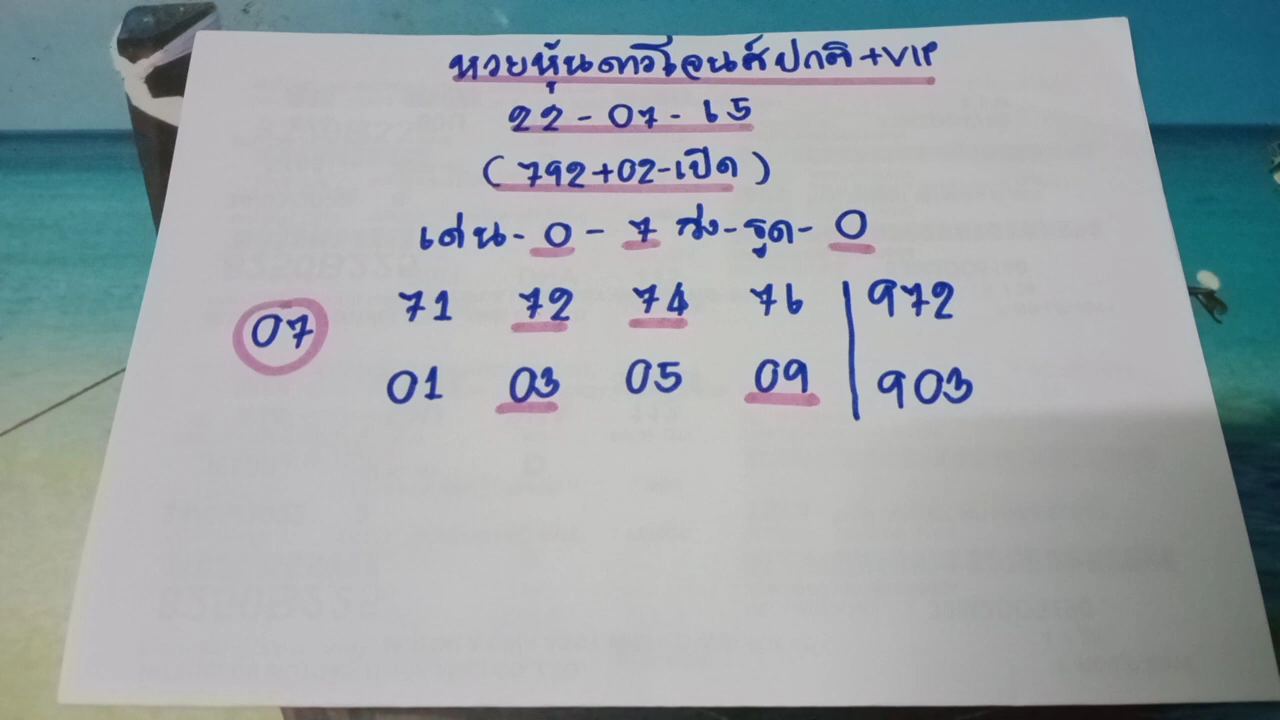 หวยหุ้นดาวโจนส์ปกติ+VIP
22-07-65
(792+02-เปิด)
เด่น-0-7 วิ่ง-รูด-0
07
71 72 74 76 972
01 03 05 09 903